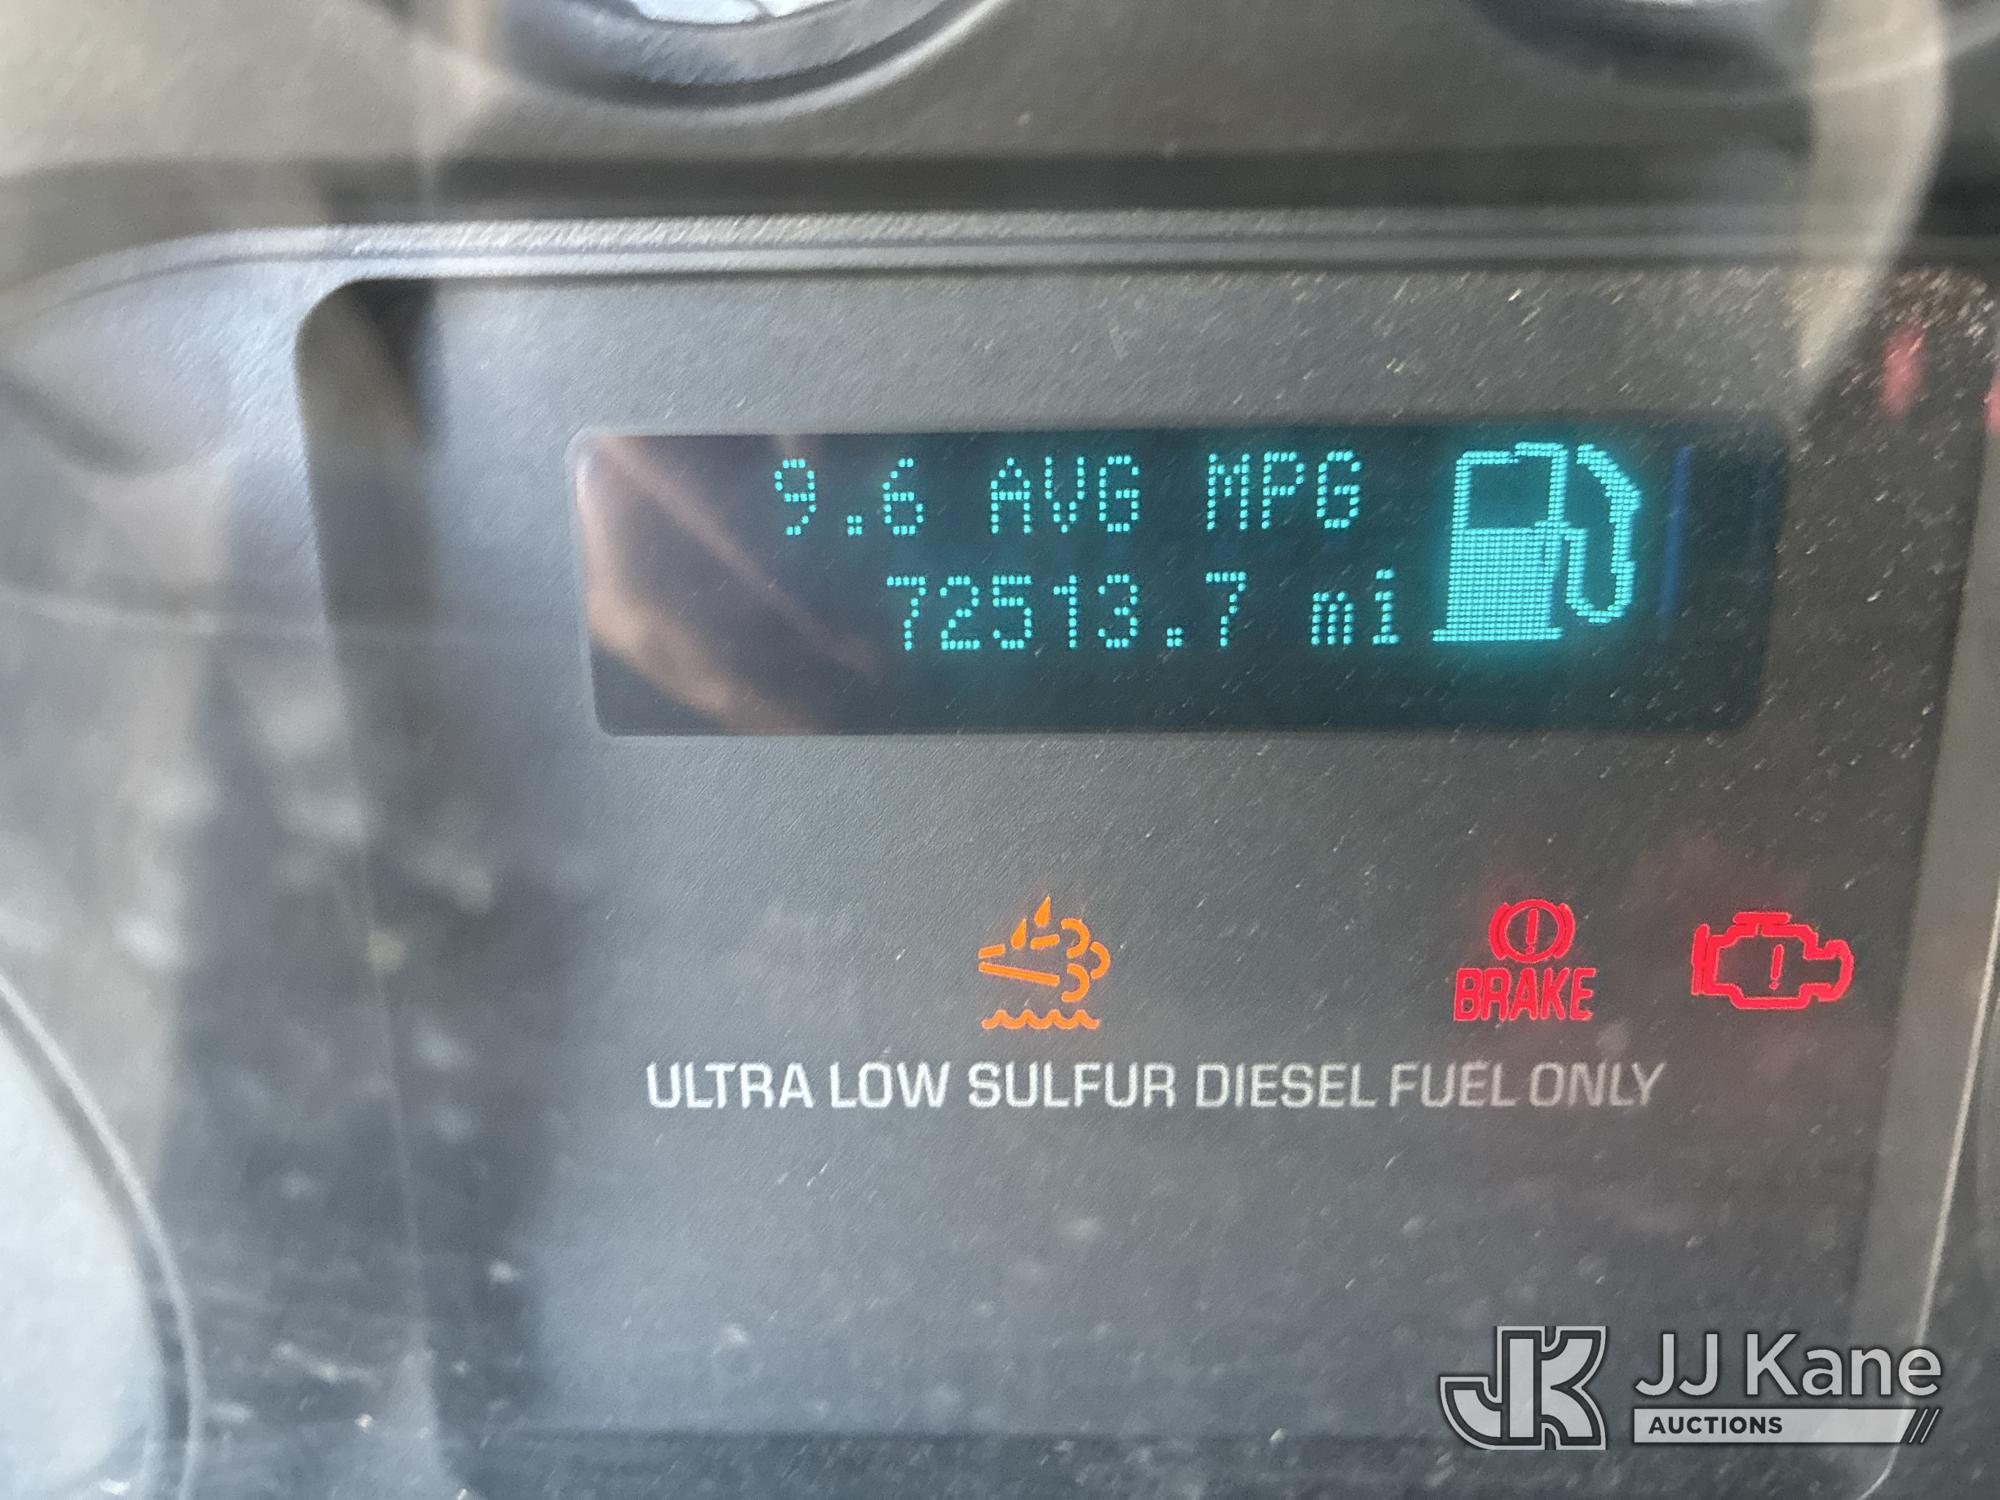 9.6 AVG MPG
72513.7 mi
BRAKE
ULTRA LOW SULFUR DIESEL FUEL ONLY
JK JJ Kane
AUCTIONS